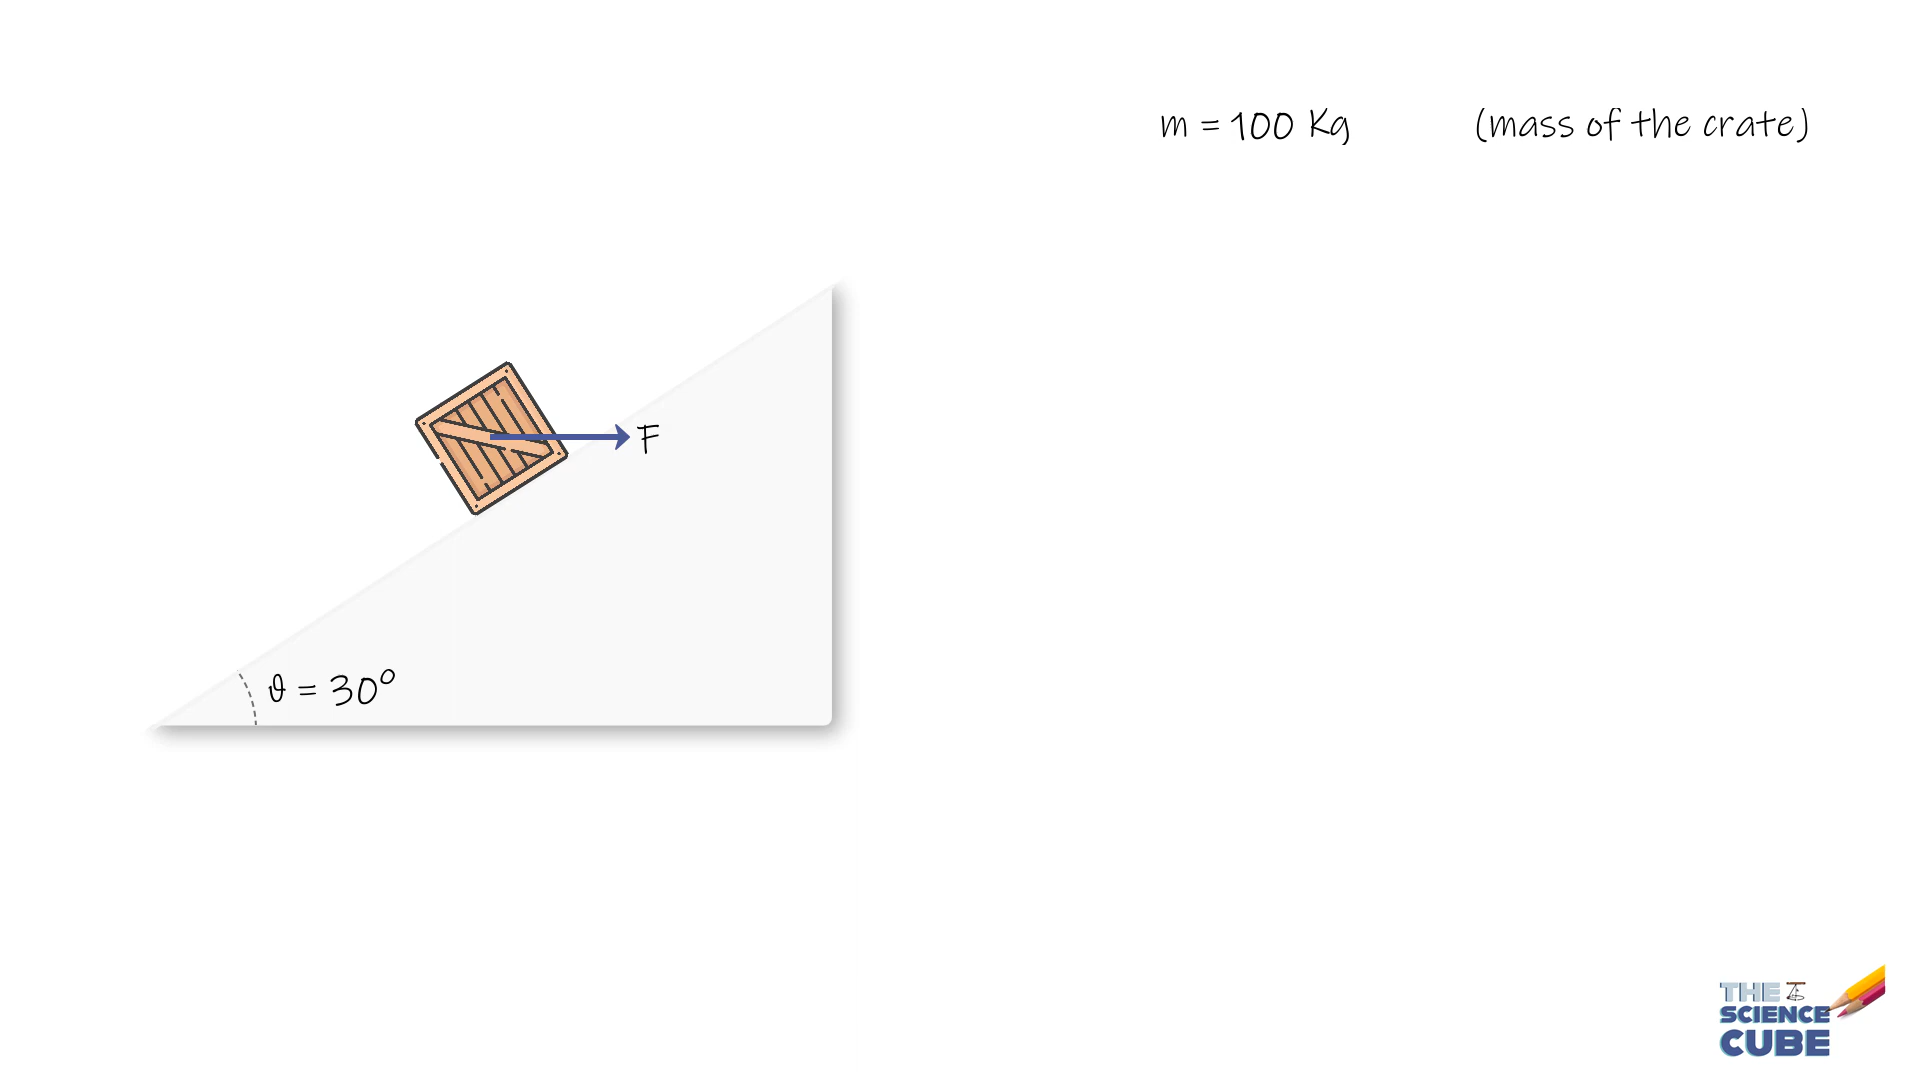 m = 100 Kg (mass of the crate)
F
ϑ = 30°
THE
SCIENCE
CUBE